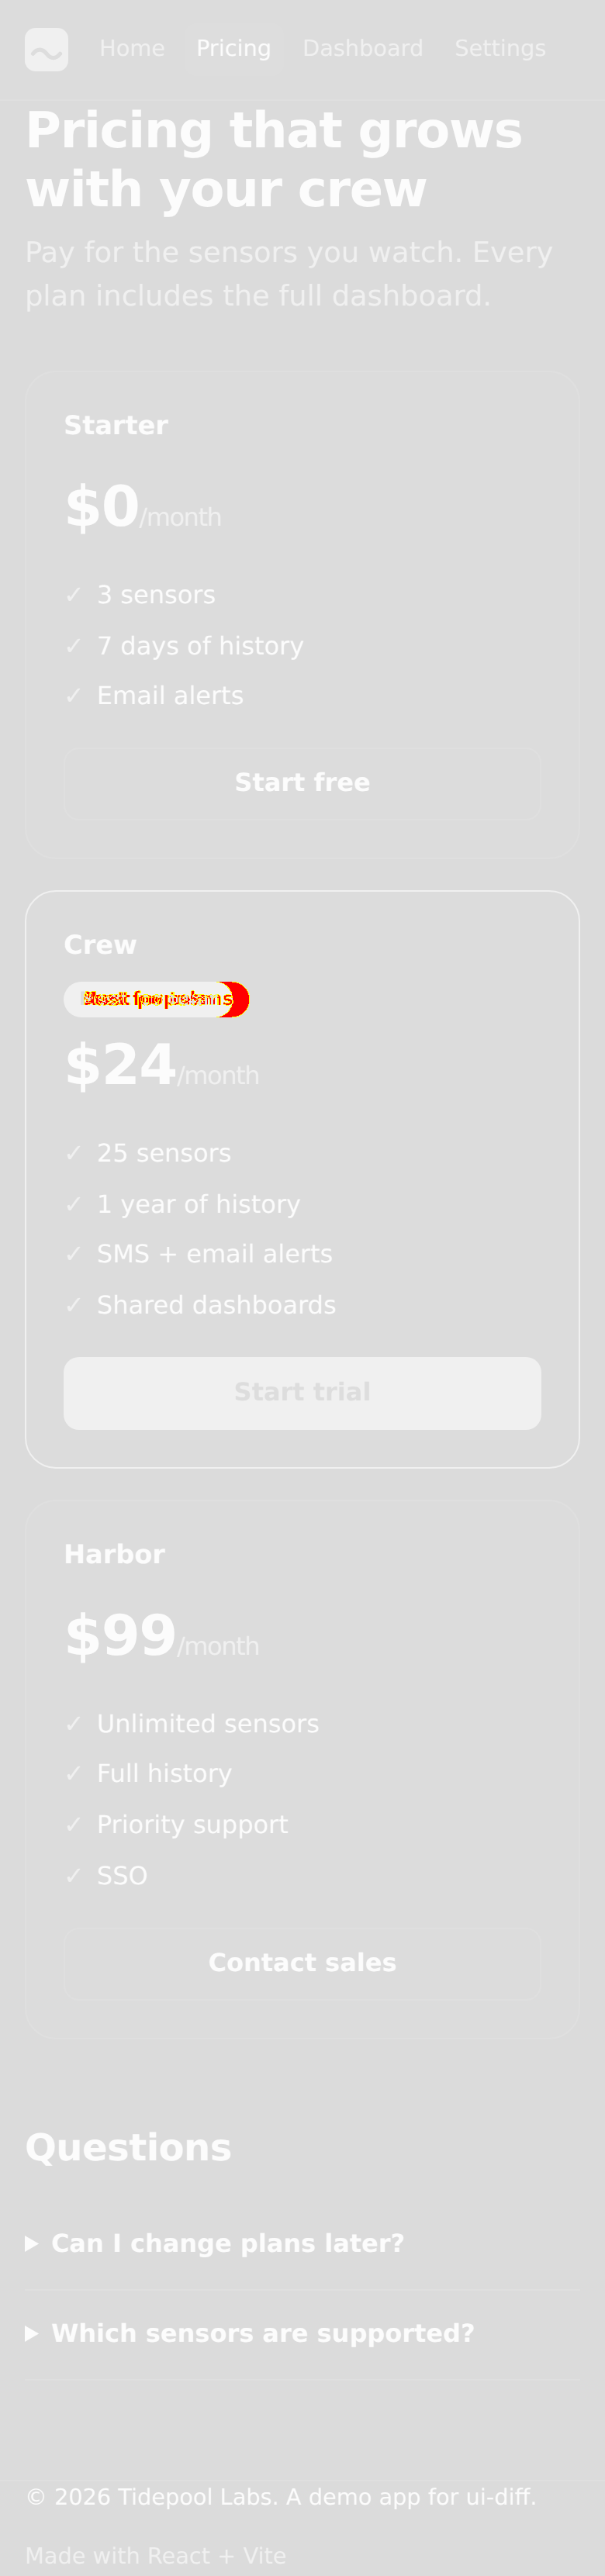 Home Pricing Dashboard Settings
Pricing that grows
with your crew
Pay for the sensors you watch. Every
plan includes the full dashboard.
Starter
$0/month
✓ 3 sensors
✓ 7 days of history
✓ Email alerts
Start free
Crew
$24/month
✓ 25 sensors
✓ 1 year of history
✓ SMS + email alerts
✓ Shared dashboards
Start trial
Harbor
$99/month
✓ Unlimited sensors
✓ Full history
✓ Priority support
✓ SSO
Contact sales
Questions
▶ Can I change plans later?
▶ Which sensors are supported?
© 2026 Tidepool Labs. A demo app for ui-diff.
Made with React + Vite